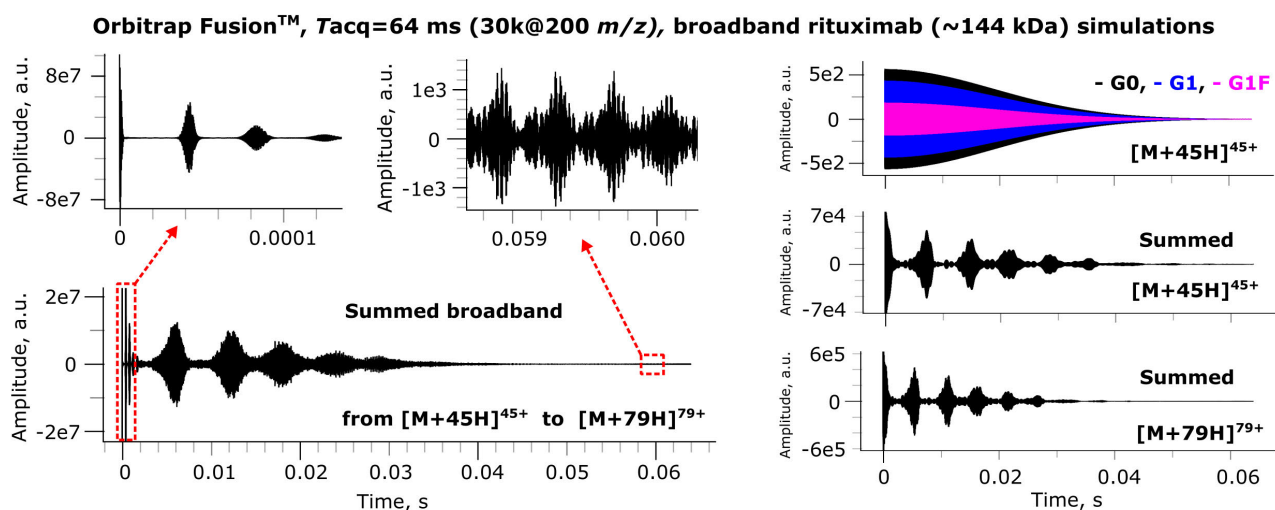 Orbitrap Fusion™, Tacq=64 ms (30k@200 m/z), broadband rituximab (~144 kDa) simulations
Amplitude, a.u.
8e7
0
-8e7
0
0.0001
Amplitude, a.u.
1e3
0
-1e3
0.059
0.060
Amplitude, a.u.
2e7
0
-2e7
Summed broadband
from [M+45H]⁴⁵⁺ to [M+79H]⁷⁹⁺
0
0.01
0.02
0.03
0.04
0.05
0.06
Time, s
Amplitude, a.u.
5e2
0
-5e2
- G0, - G1, - G1F
[M+45H]⁴⁵⁺
Amplitude, a.u.
7e4
0
-7e4
Summed
[M+45H]⁴⁵⁺
Amplitude, a.u.
6e5
0
-6e5
Summed
[M+79H]⁷⁹⁺
0
0.02
0.04
0.06
Time, s